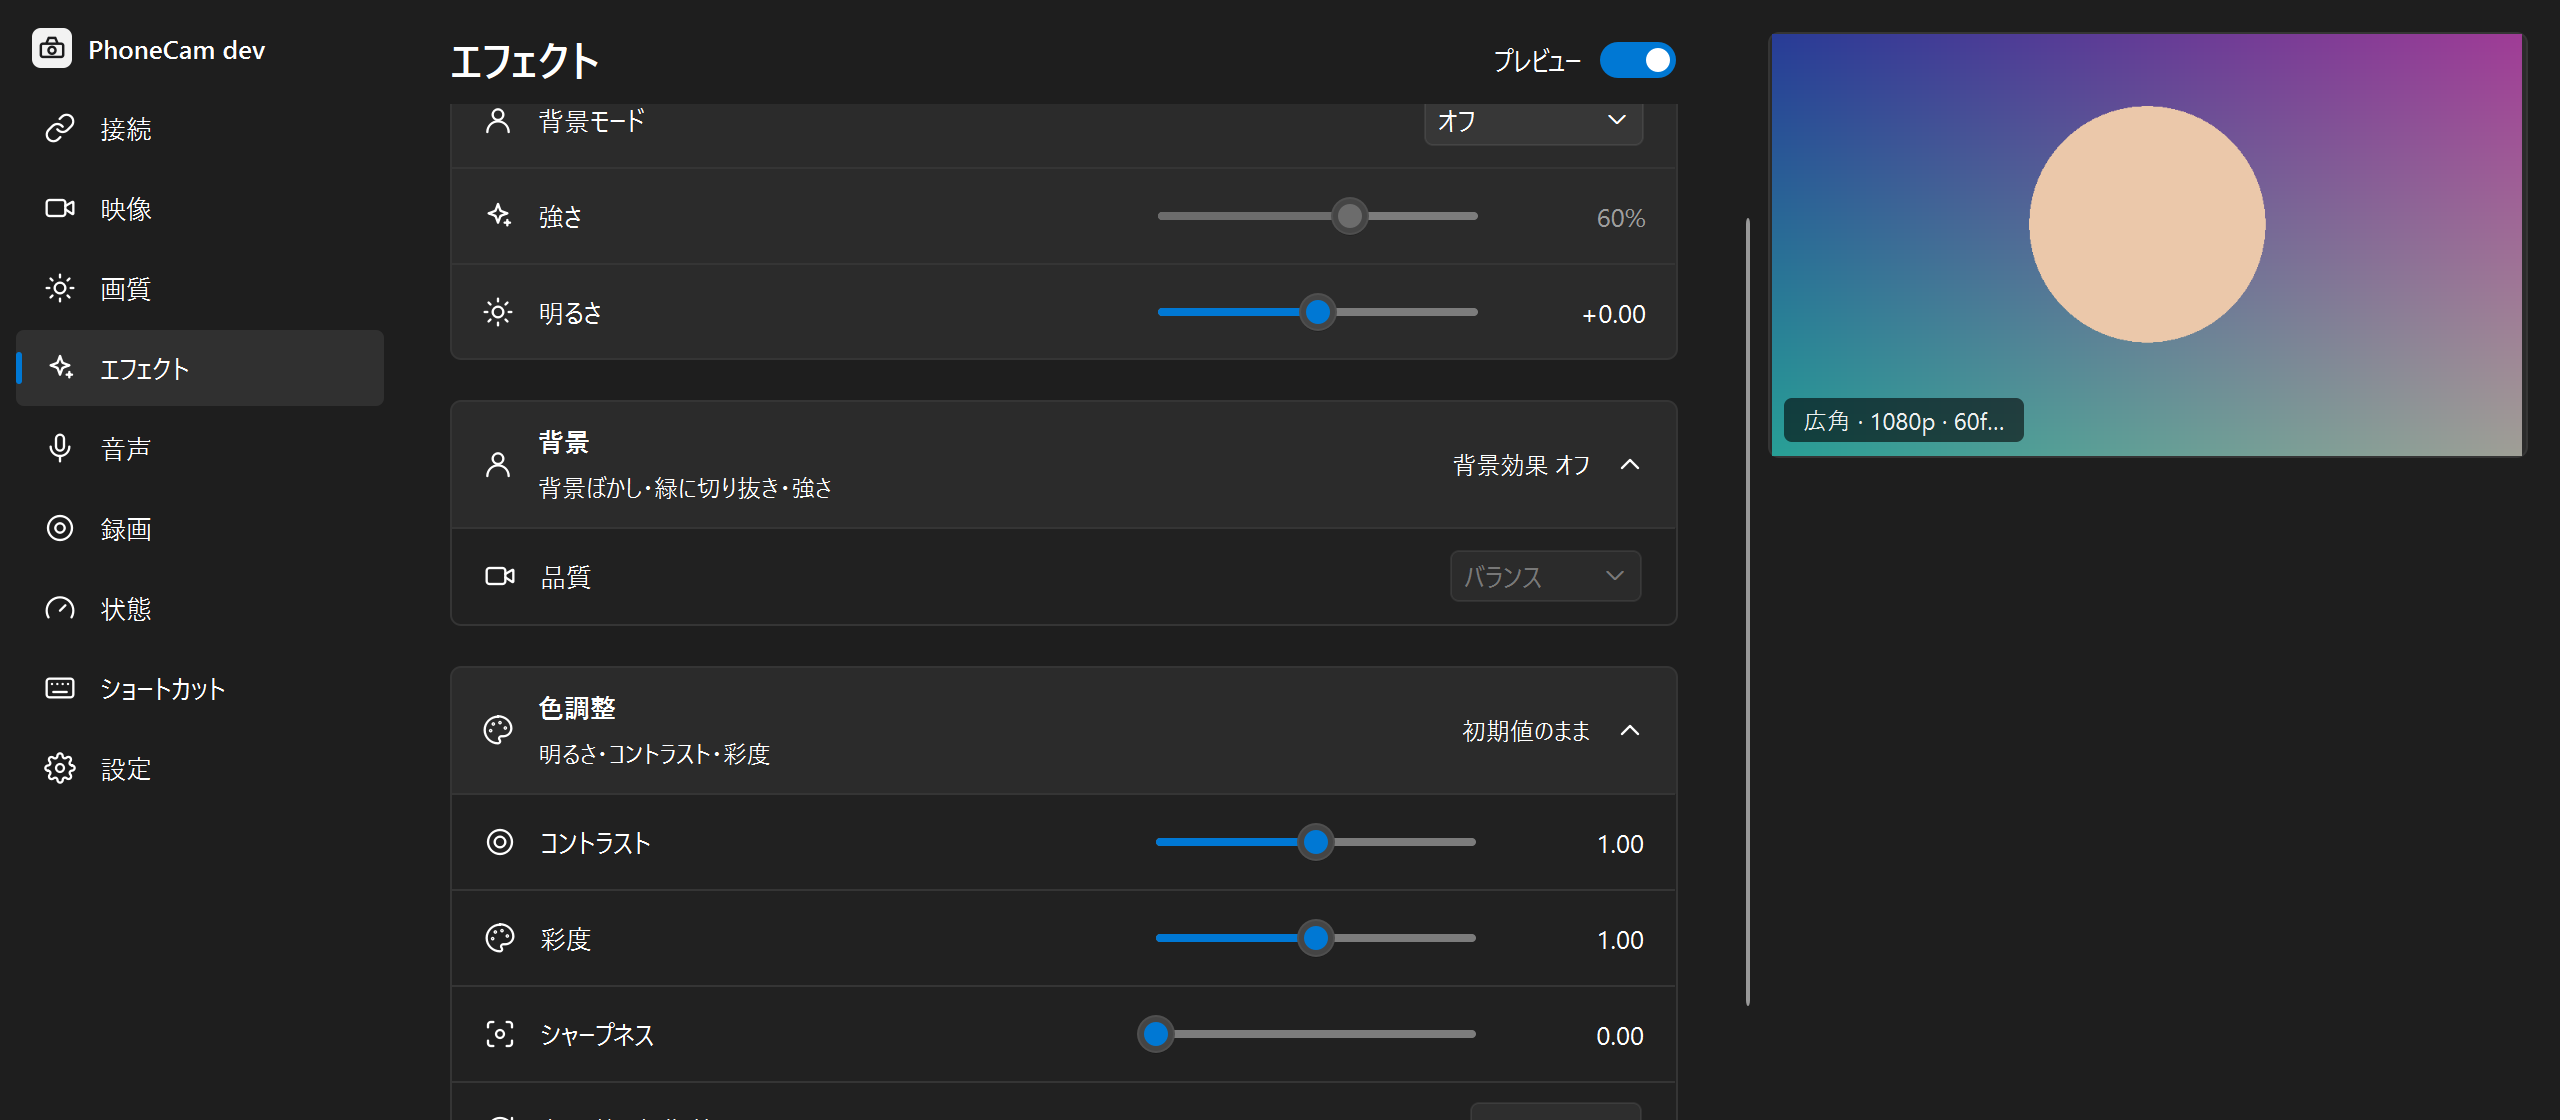 PhoneCam dev
接続
映像
画質
エフェクト
音声
録画
状態
ショートカット
設定
エフェクト
プレビュー
背景モード
オフ
強さ
60%
明るさ
+0.00
背景
背景ぼかし・緑に切り抜き・強さ
背景効果 オフ
品質
バランス
色調整
明るさ・コントラスト・彩度
初期値のまま
コントラスト
1.00
彩度
1.00
シャープネス
0.00
広角 · 1080p · 60f...